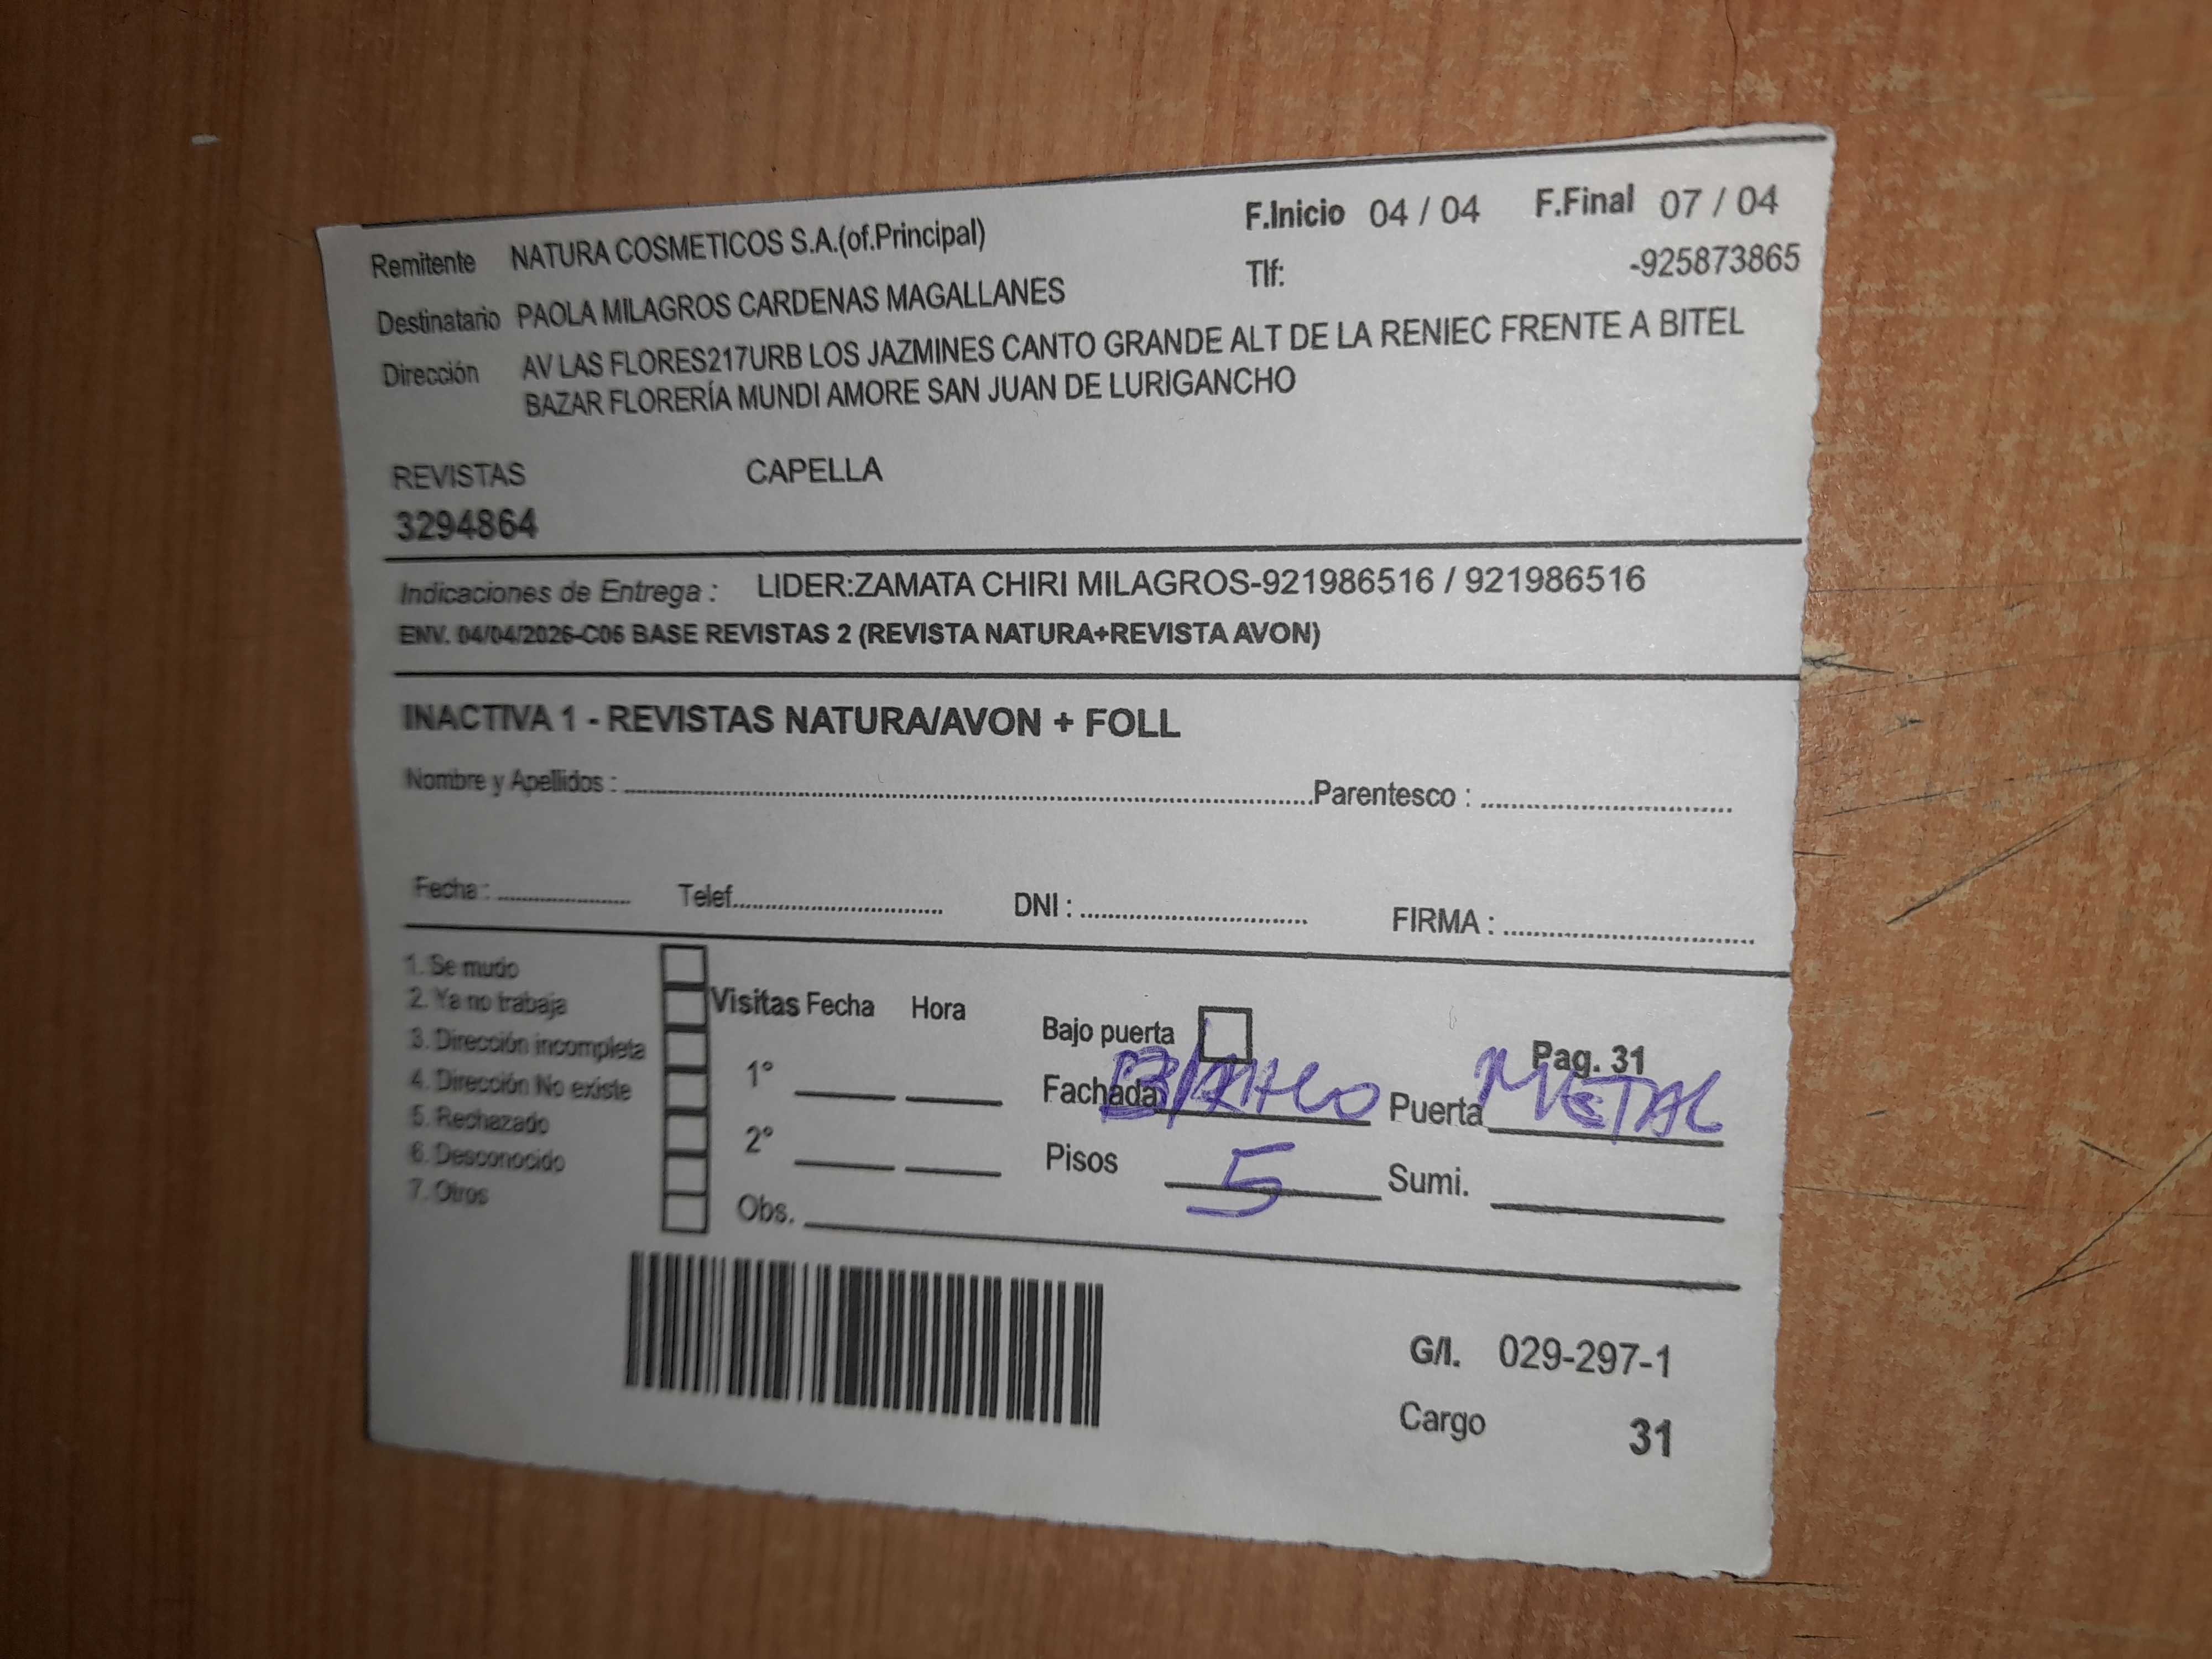 Remitente NATURA COSMETICOS S.A.(of.Principal) F.Inicio 04 / 04 F.Final 07 / 04
Destinatario PAOLA MILAGROS CARDENAS MAGALLANES Tlf: -925873865
Dirección AV LAS FLORES217URB LOS JAZMINES CANTO GRANDE ALT DE LA RENIEC FRENTE A BITEL
BAZAR FLORERÍA MUNDI AMORE SAN JUAN DE LURIGANCHO
REVISTAS CAPELLA
3294864
Indicaciones de Entrega : LIDER:ZAMATA CHIRI MILAGROS-921986516 / 921986516
ENV. 04/04/2026-C06 BASE REVISTAS 2 (REVISTA NATURA+REVISTA AVON)
INACTIVA 1 - REVISTAS NATURA/AVON + FOLL
Nombre y Apellidos : Parentesco :
Fecha : Telef. DNI : FIRMA :
1. Se mudo
2. Ya no trabaja
3. Dirección incompleta
4. Dirección No existe
5. Rechazado
6. Desconocido
7. Otros
Visitas Fecha Hora
1°
2°
Obs.
Bajo puerta Pag. 31
Fachada BlANCO Puerta METAL
Pisos 5 Sumi.
G/I. 029-297-1
Cargo 31